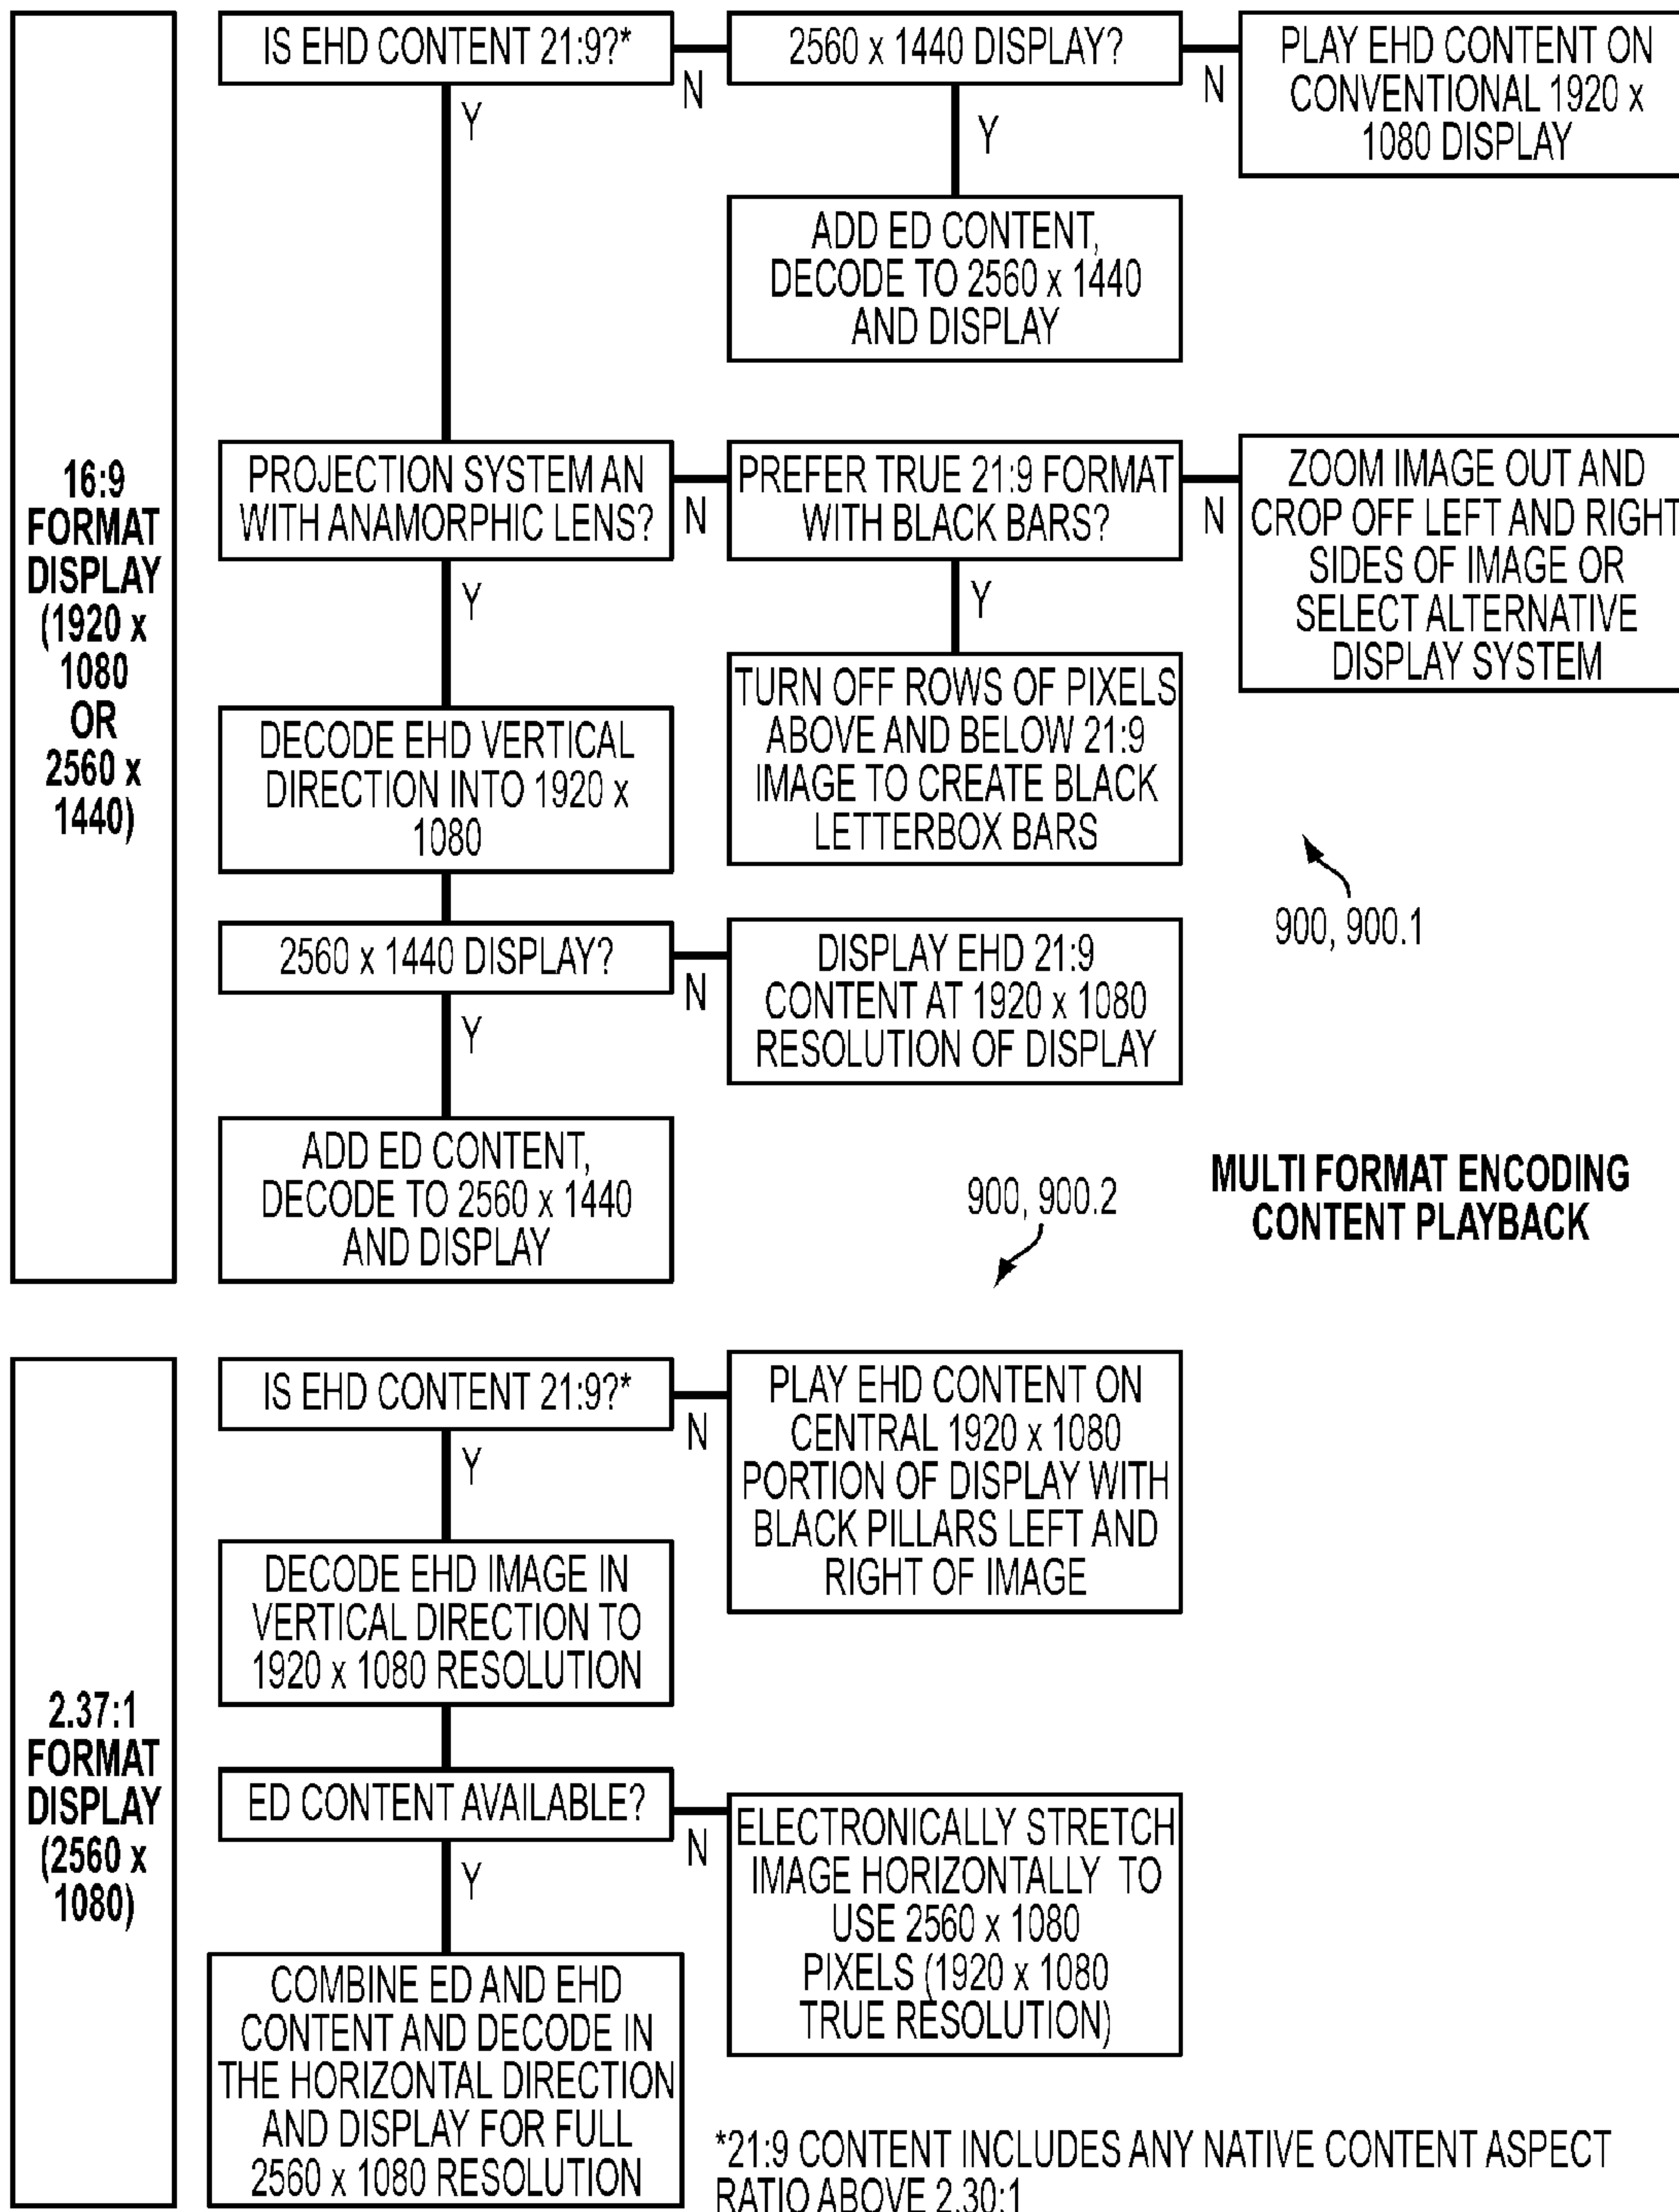 16:9
FORMAT
DISPLAY
(1920 x
1080
OR
2560 x
1440)
IS EHD CONTENT 21:9?*
N
2560 x 1440 DISPLAY?
N
PLAY EHD CONTENT ON
CONVENTIONAL 1920 x
1080 DISPLAY
Y
Y
ADD ED CONTENT,
DECODE TO 2560 x 1440
AND DISPLAY
PROJECTION SYSTEM AN
WITH ANAMORPHIC LENS?
N
PREFER TRUE 21:9 FORMAT
WITH BLACK BARS?
N
ZOOM IMAGE OUT AND
CROP OFF LEFT AND RIGHT
SIDES OF IMAGE OR
SELECT ALTERNATIVE
DISPLAY SYSTEM
Y
Y
TURN OFF ROWS OF PIXELS
ABOVE AND BELOW 21:9
IMAGE TO CREATE BLACK
LETTERBOX BARS
DECODE EHD VERTICAL
DIRECTION INTO 1920 x
1080
900, 900.1
2560 x 1440 DISPLAY?
N
DISPLAY EHD 21:9
CONTENT AT 1920 x 1080
RESOLUTION OF DISPLAY
Y
ADD ED CONTENT,
DECODE TO 2560 x 1440
AND DISPLAY
900, 900.2
MULTI FORMAT ENCODING
CONTENT PLAYBACK
2.37:1
FORMAT
DISPLAY
(2560 x
1080)
IS EHD CONTENT 21:9?*
N
PLAY EHD CONTENT ON
CENTRAL 1920 x 1080
PORTION OF DISPLAY WITH
BLACK PILLARS LEFT AND
RIGHT OF IMAGE
Y
DECODE EHD IMAGE IN
VERTICAL DIRECTION TO
1920 x 1080 RESOLUTION
ED CONTENT AVAILABLE?
N
ELECTRONICALLY STRETCH
IMAGE HORIZONTALLY TO
USE 2560 x 1080
PIXELS (1920 x 1080
TRUE RESOLUTION)
Y
COMBINE ED AND EHD
CONTENT AND DECODE IN
THE HORIZONTAL DIRECTION
AND DISPLAY FOR FULL
2560 x 1080 RESOLUTION
*21:9 CONTENT INCLUDES ANY NATIVE CONTENT ASPECT
RATIO ABOVE 2.30:1